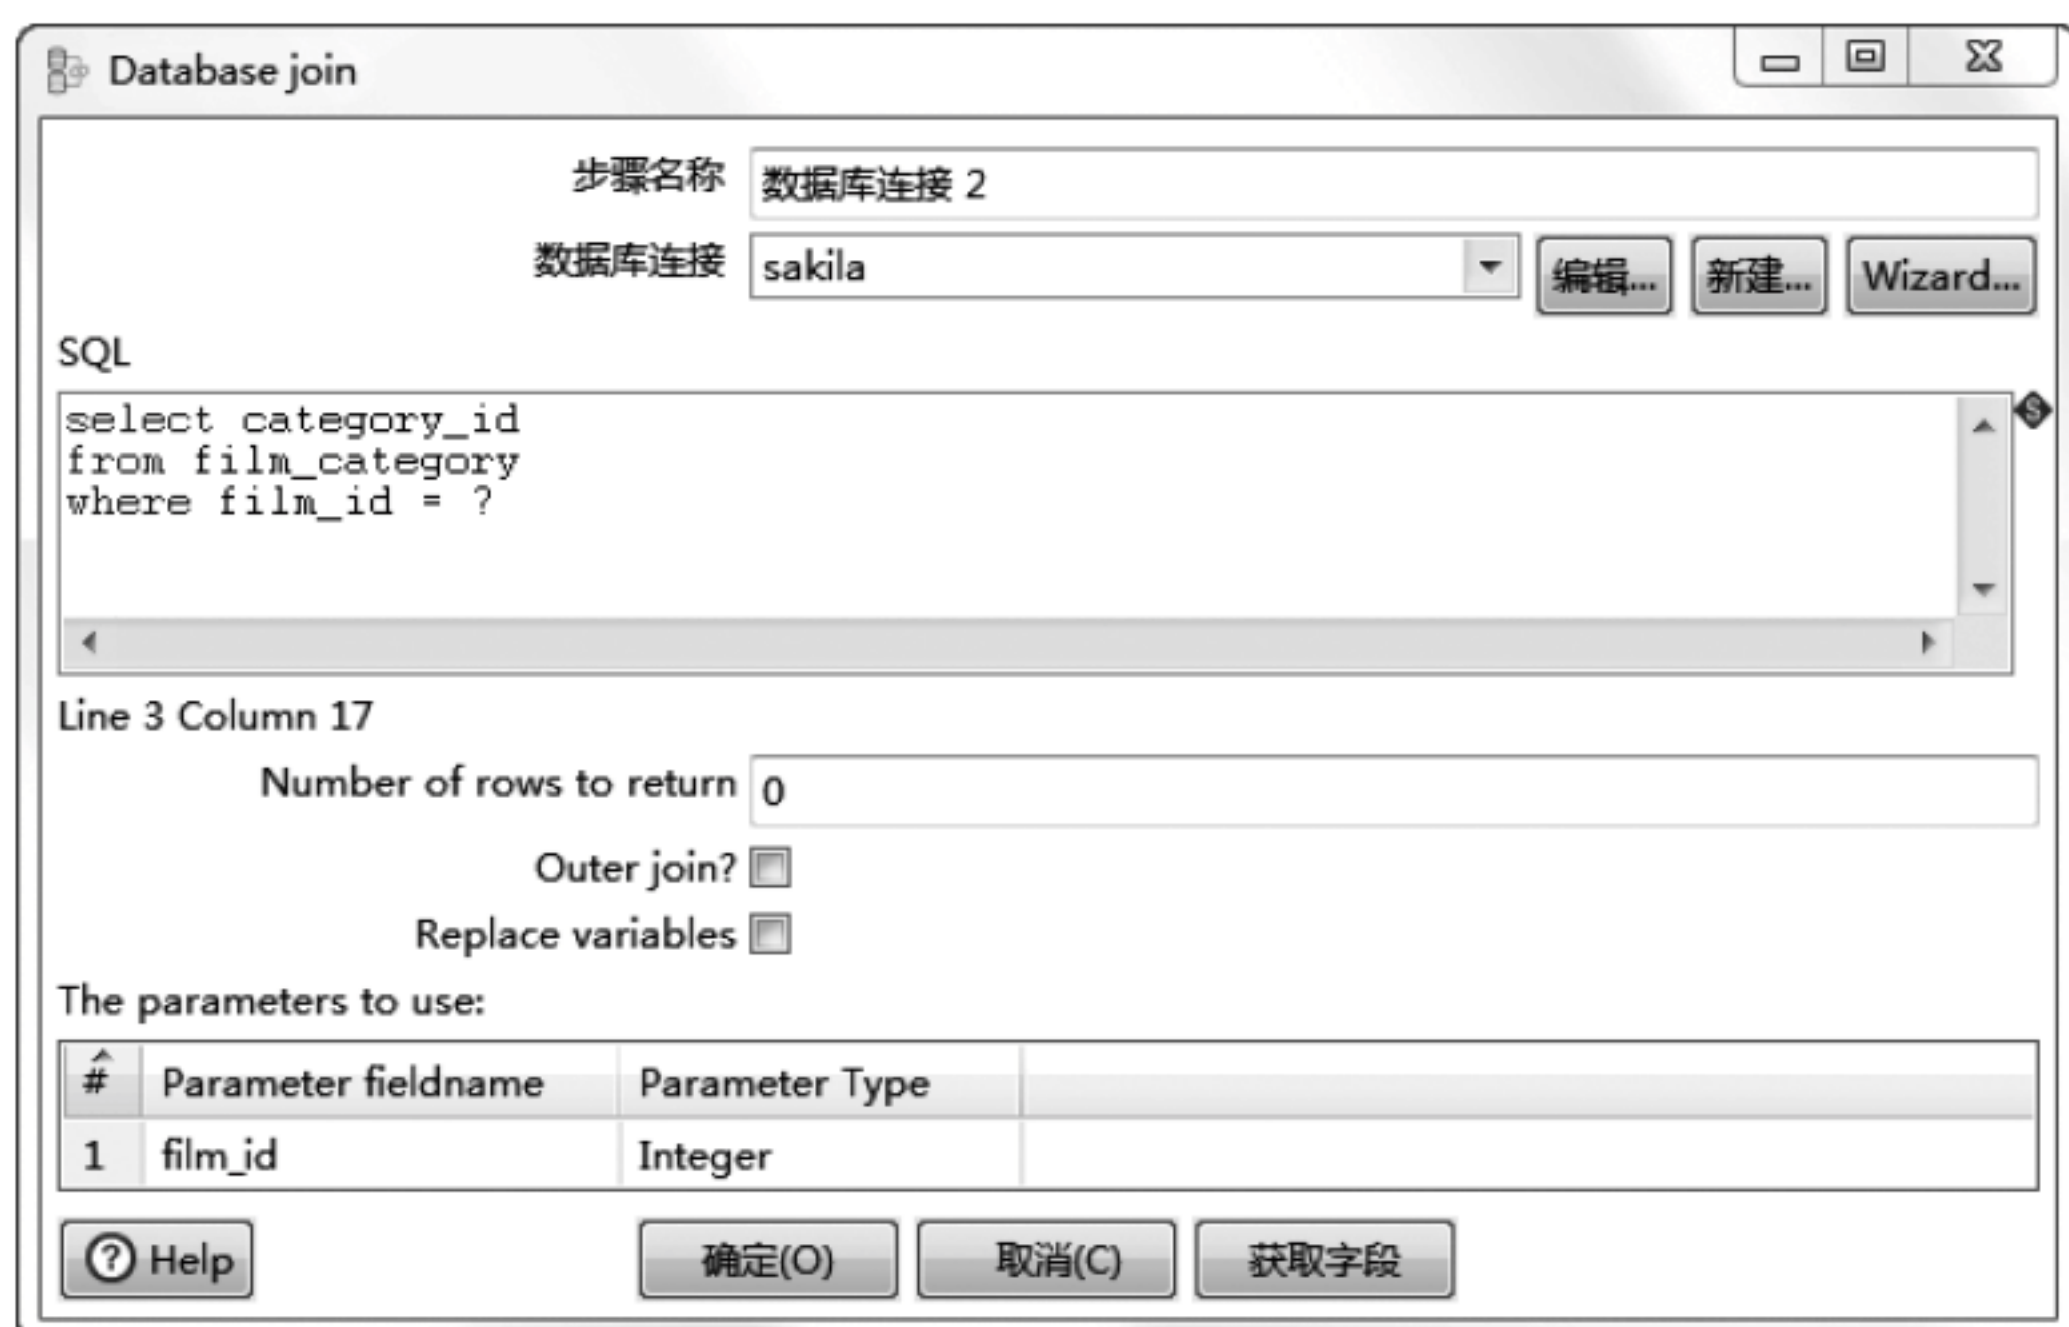 Database join
步骤名称 数据库连接 2
数据库连接 sakila 编辑... 新建... Wizard...
SQL
select category_id
from film_category
where film_id = ?
Line 3 Column 17
Number of rows to return 0
Outer join?
Replace variables
The parameters to use:
# Parameter fieldname Parameter Type
1 film_id Integer
Help 确定(O) 取消(C) 获取字段